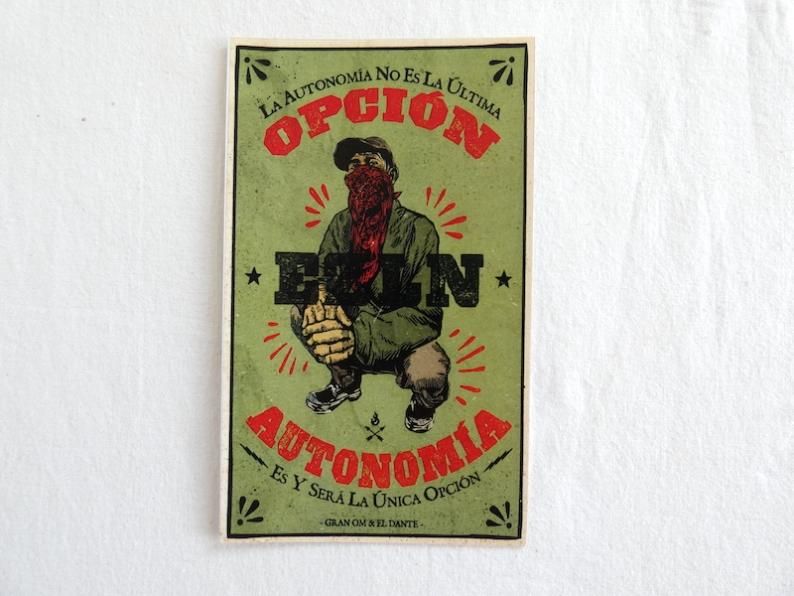 La Autonomía No Es La Última
OPCIÓN
EZLN
AUTONOMÍA
Es Y Será La Única Opción
- GRAN OM & EL DANTE -